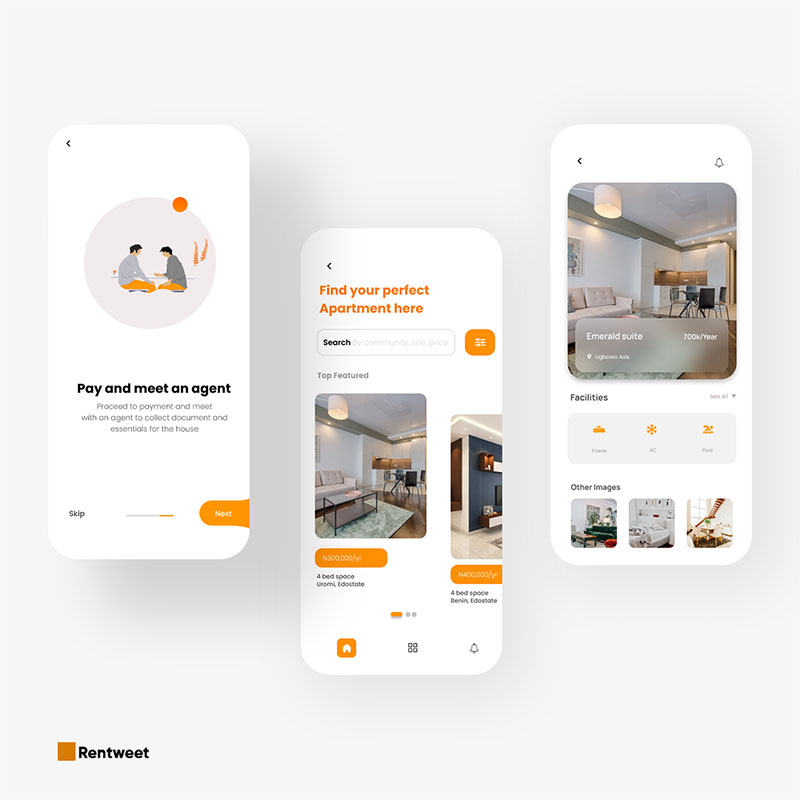 Pay and meet an agent
Proceed to payment and meet
with an agent to collect document and
essentials for the house
Skip
Next
Find your perfect
Apartment here
Search by community, size, price
Top Featured
N300,000/yr
4 bed space
Uromi, Edostate
N400,000/yr
4 bed space
Benin, Edostate
Emerald suite
700k/Year
Ugbowo Axis
Facilities
see all
3 beds
AC
Pool
Other Images
Rentweet